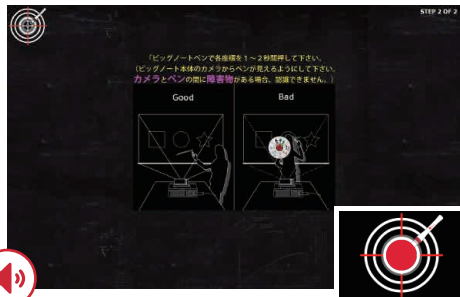 STEP 2 OF 2
「ビッグノートペンで各座標を1～2秒間押して下さい。
（ビッグノート本体のカメラからペンが見えるようにして下さい。
カメラとペンの間に障害物がある場合、認識できません。）
Good
Bad